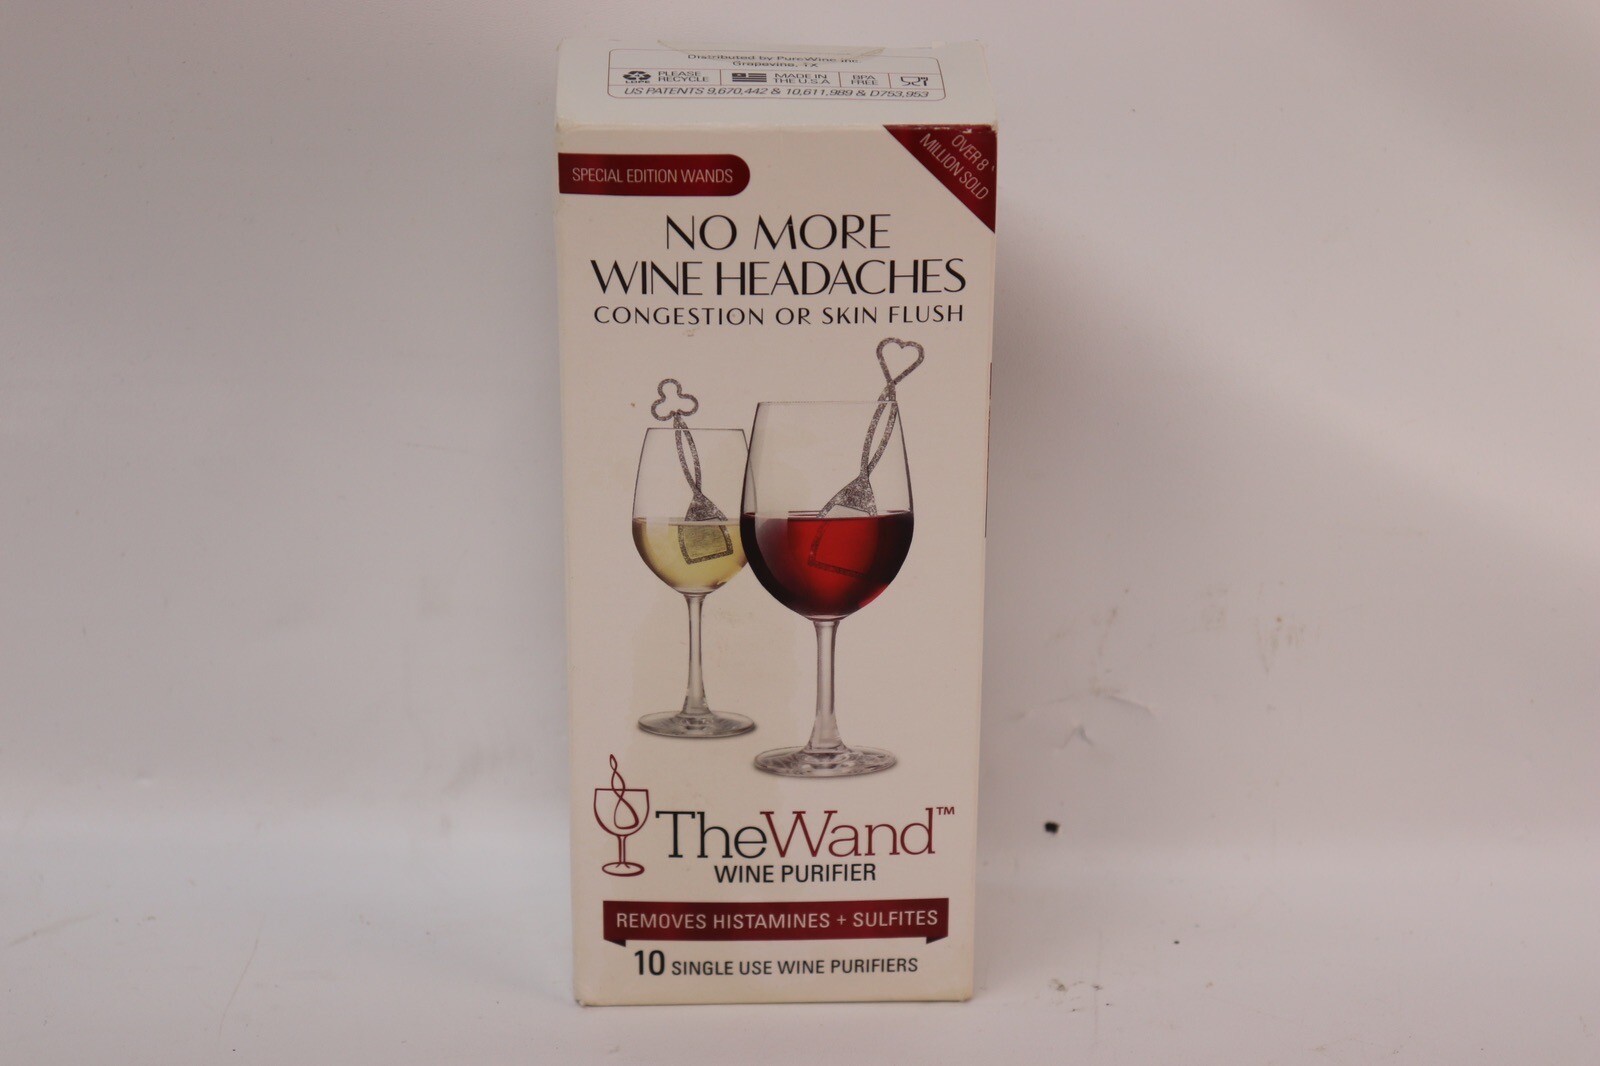 Distributed by PureWine Inc.
Grapevine, TX
LDPE
PLEASE
RECYCLE
MADE IN
THE U.S.A
BPA
FREE
US PATENTS 9,670,442 & 10,611,989 & D753,953
SPECIAL EDITION WANDS
OVER 8
MILLION SOLD
NO MORE
WINE HEADACHES
CONGESTION OR SKIN FLUSH
TheWand™
WINE PURIFIER
REMOVES HISTAMINES + SULFITES
10 SINGLE USE WINE PURIFIERS